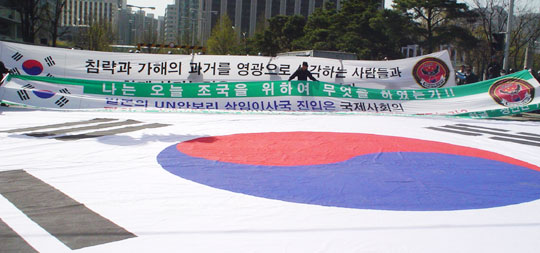 침략과 가해의 과거를 영광으로 생각하는 사람들과
나는 오늘 조국을 위하여 무엇을 하였는가!!
일본의 UN안보리 상임이사국 진입은 국제사회의